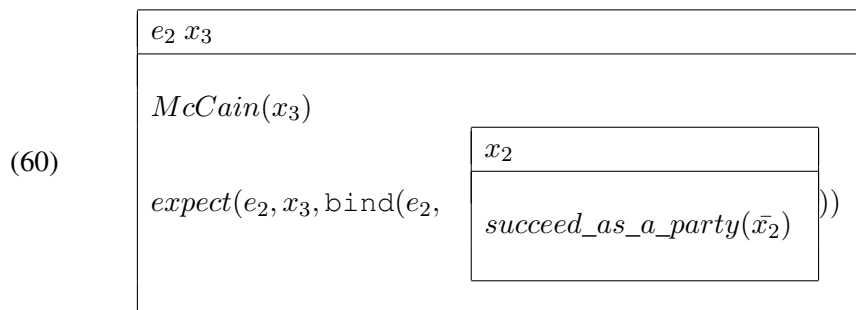 e₂ x₃
McCain(x₃)
x₂
(60)
expect(e₂, x₃, bind(e₂, succeed_as_a_party(x̄₂) ))